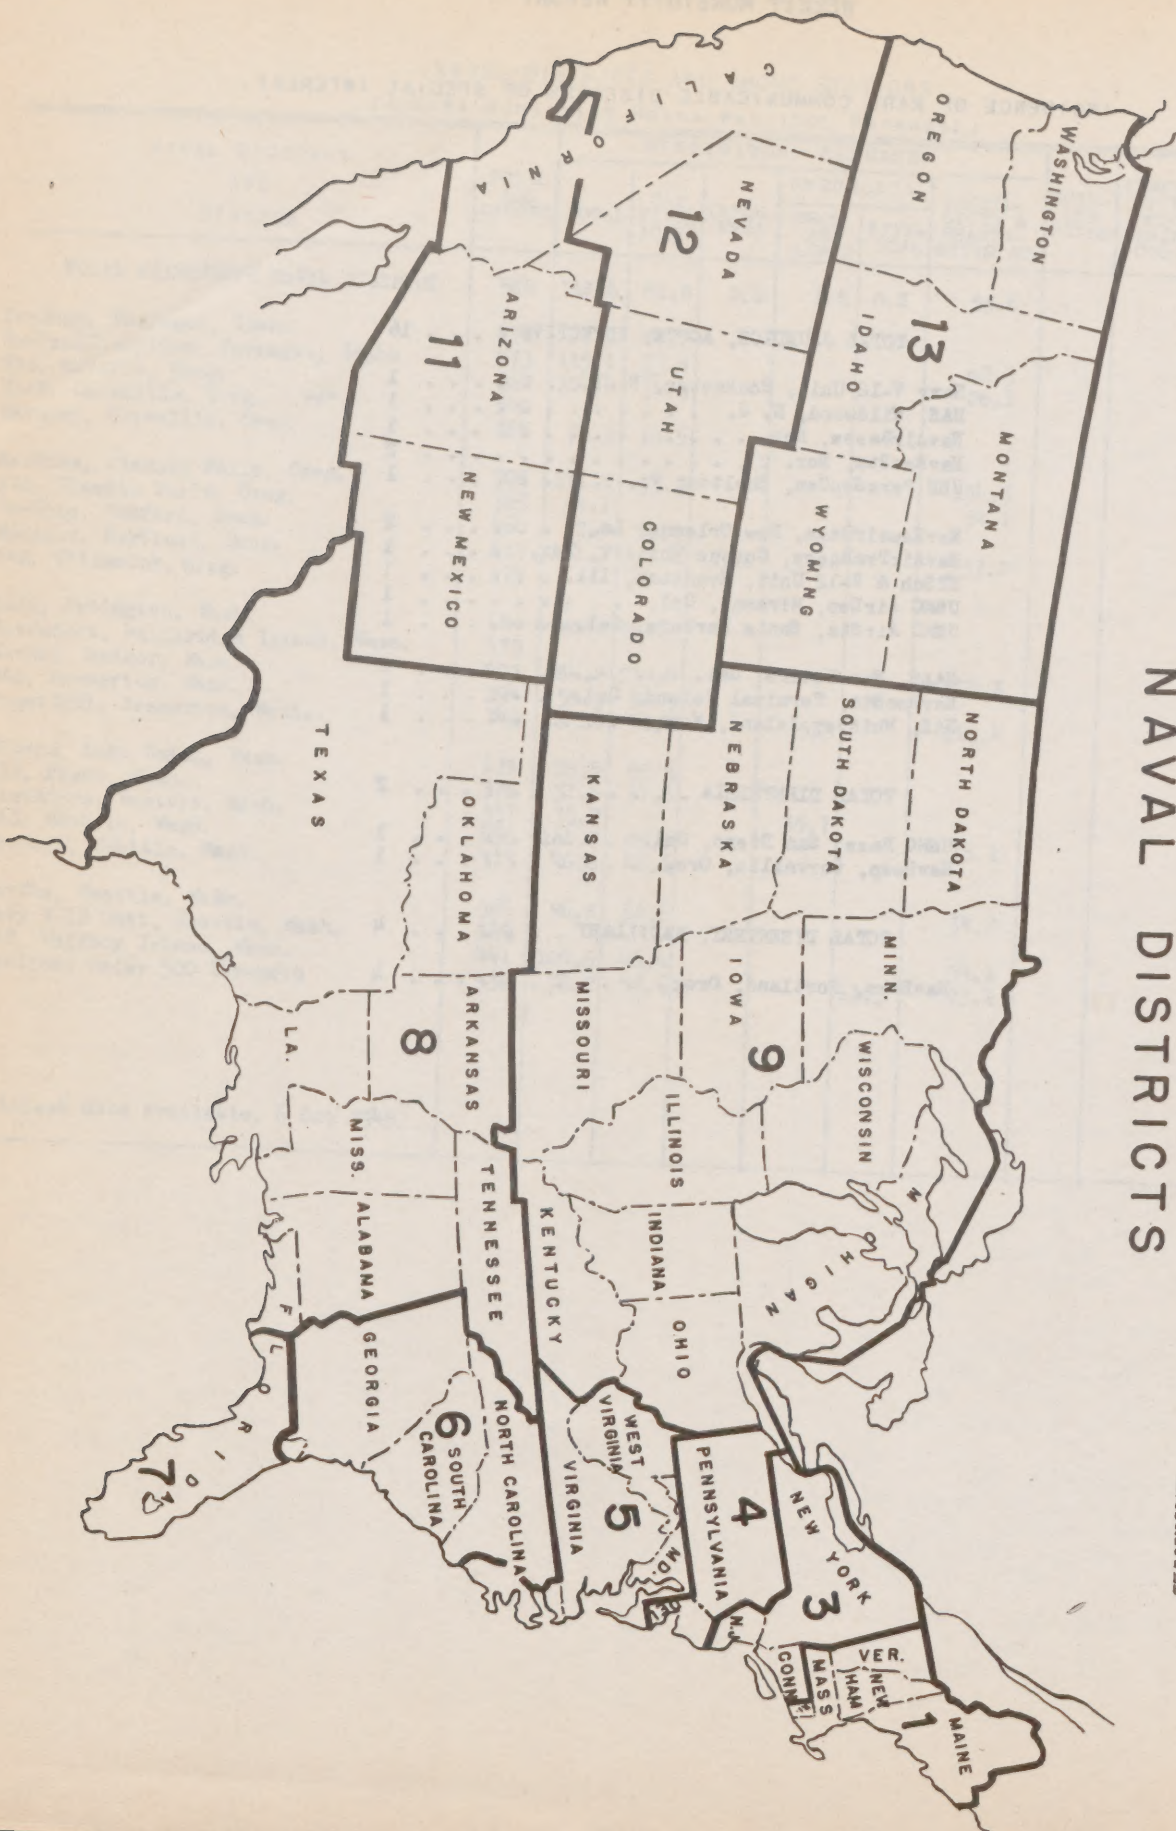 NAVAL DISTRICTS
WASHINGTON
OREGON
CALIFORNIA
NEVADA
12
IDAHO
13
MONTANA
WYOMING
UTAH
COLORADO
ARIZONA
11
NEW MEXICO
NORTH DAKOTA
SOUTH DAKOTA
NEBRASKA
KANSAS
OKLAHOMA
TEXAS
MINN.
IOWA
9
MISSOURI
ARKANSAS
8
LA.
WISCONSIN
ILLINOIS
MICHIGAN
INDIANA
OHIO
KENTUCKY
TENNESSEE
MISS.
ALABAMA
GEORGIA
FLORIDA
7
6
SOUTH
CAROLINA
NORTH CAROLINA
VIRGINIA
WEST
VIRGINIA
5
MD.
PENNSYLVANIA
4
NEW YORK
3
N.J.
CONN.
MASS
VER.
NEW
HAM
1
MAINE